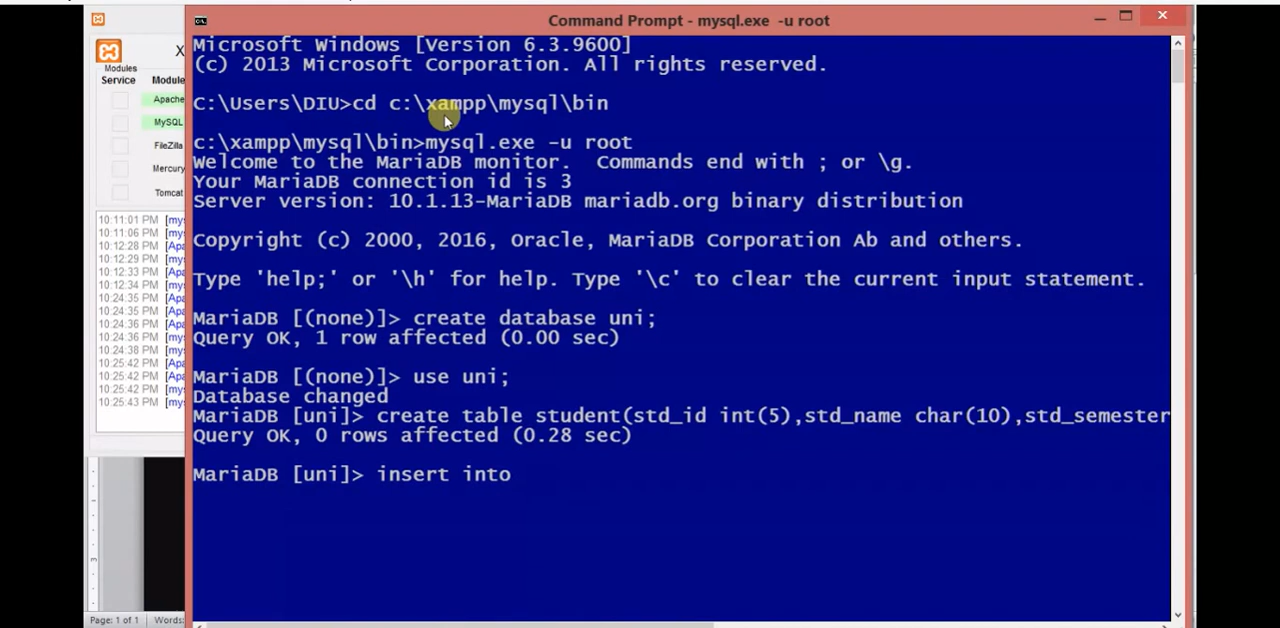 Command Prompt - mysql.exe -u root
X
Modules
Service
Module
Apache
MySQL
FileZilla
Mercury
Tomcat
10:11:01 PM [mys
10:11:06 PM [mys
10:12:28 PM [Apa
10:12:29 PM [mys
10:12:33 PM [Apa
10:12:34 PM [mys
10:24:35 PM [mys
10:24:35 PM [Apa
10:24:36 PM [Apa
10:24:36 PM [mys
10:24:38 PM [mys
10:25:42 PM [Apa
10:25:42 PM [Apa
10:25:42 PM [mys
10:25:43 PM [mys
Page: 1 of 1 Words:
Microsoft Windows [Version 6.3.9600]
(c) 2013 Microsoft Corporation. All rights reserved.
C:\Users\DIU>cd c:\xampp\mysql\bin
c:\xampp\mysql\bin>mysql.exe -u root
Welcome to the MariaDB monitor.  Commands end with ; or \g.
Your MariaDB connection id is 3
Server version: 10.1.13-MariaDB mariadb.org binary distribution
Copyright (c) 2000, 2016, Oracle, MariaDB Corporation Ab and others.
Type 'help;' or '\h' for help. Type '\c' to clear the current input statement.
MariaDB [(none)]> create database uni;
Query OK, 1 row affected (0.00 sec)
MariaDB [(none)]> use uni;
Database changed
MariaDB [uni]> create table student(std_id int(5),std_name char(10),std_semester
Query OK, 0 rows affected (0.28 sec)
MariaDB [uni]> insert into